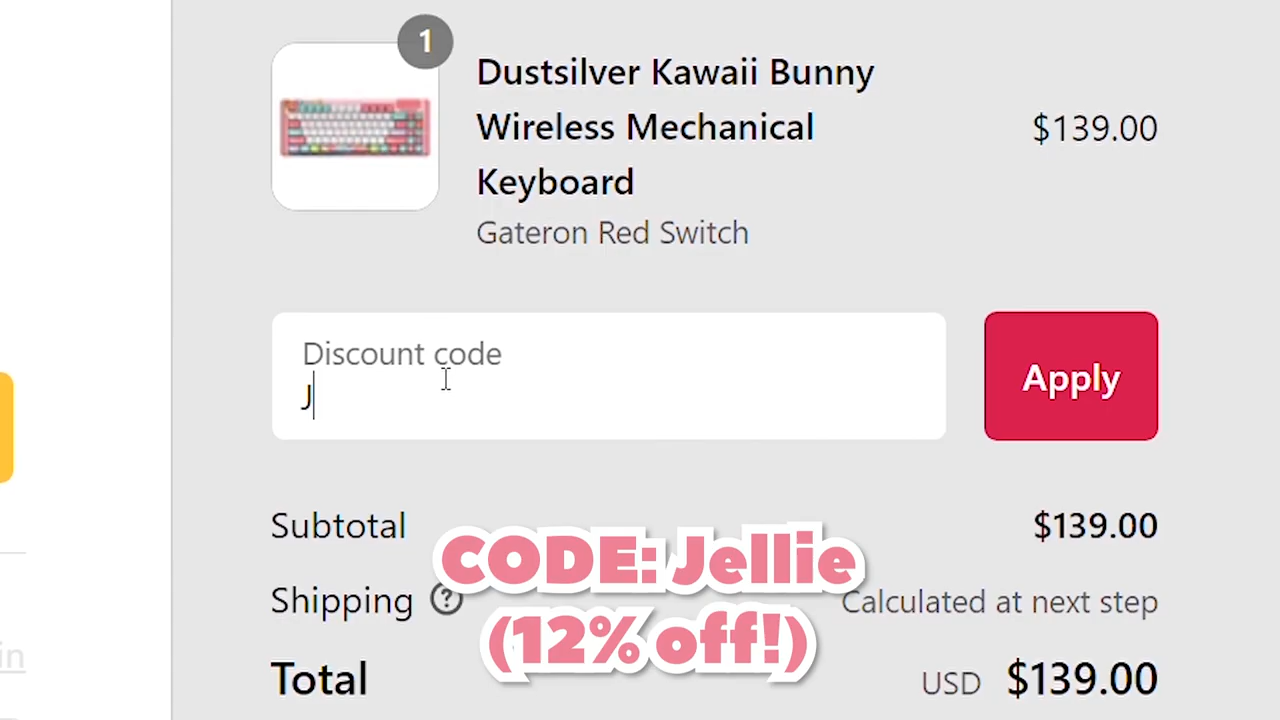 1
Dustsilver Kawaii Bunny
Wireless Mechanical
Keyboard
$139.00
Gateron Red Switch
Discount code
J
Apply
Subtotal
$139.00
CODE: Jellie
(12% off!)
Shipping ?
Calculated at next step
Total
USD $139.00
in